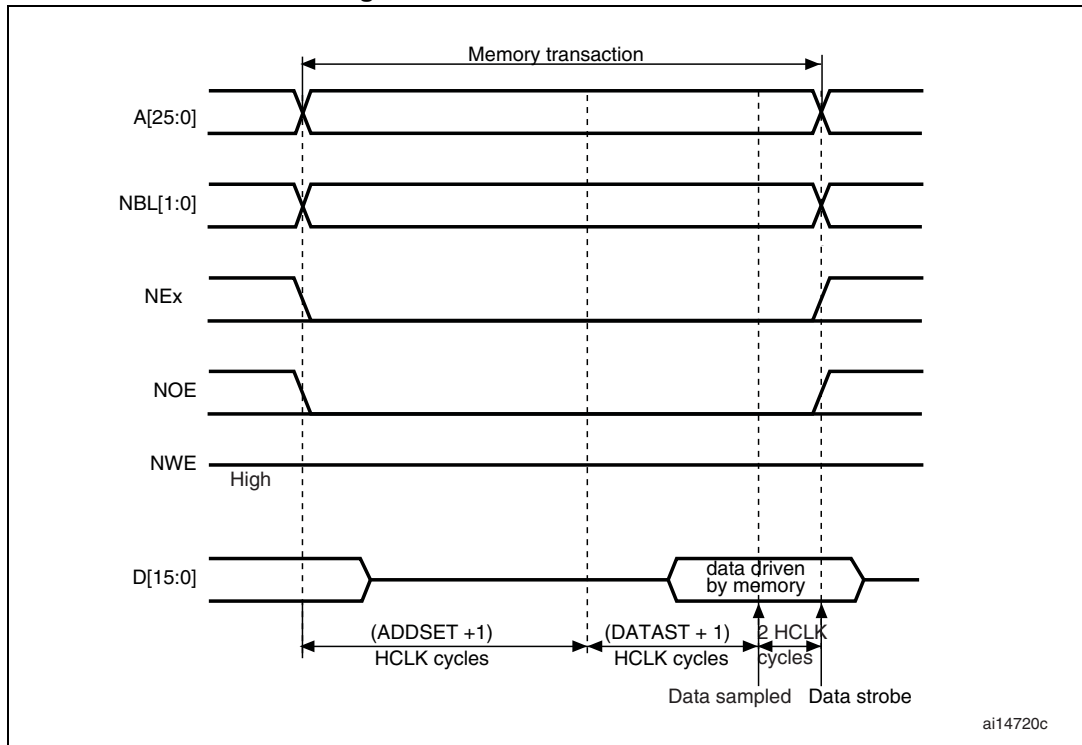 Memory transaction
A[25:0]
NBL[1:0]
NEx
NOE
NWE
High
D[15:0]
data driven
by memory
(ADDSET +1)
HCLK cycles
(DATAST + 1)
HCLK cycles
2 HCLK
cycles
Data sampled
Data strobe
ai14720c